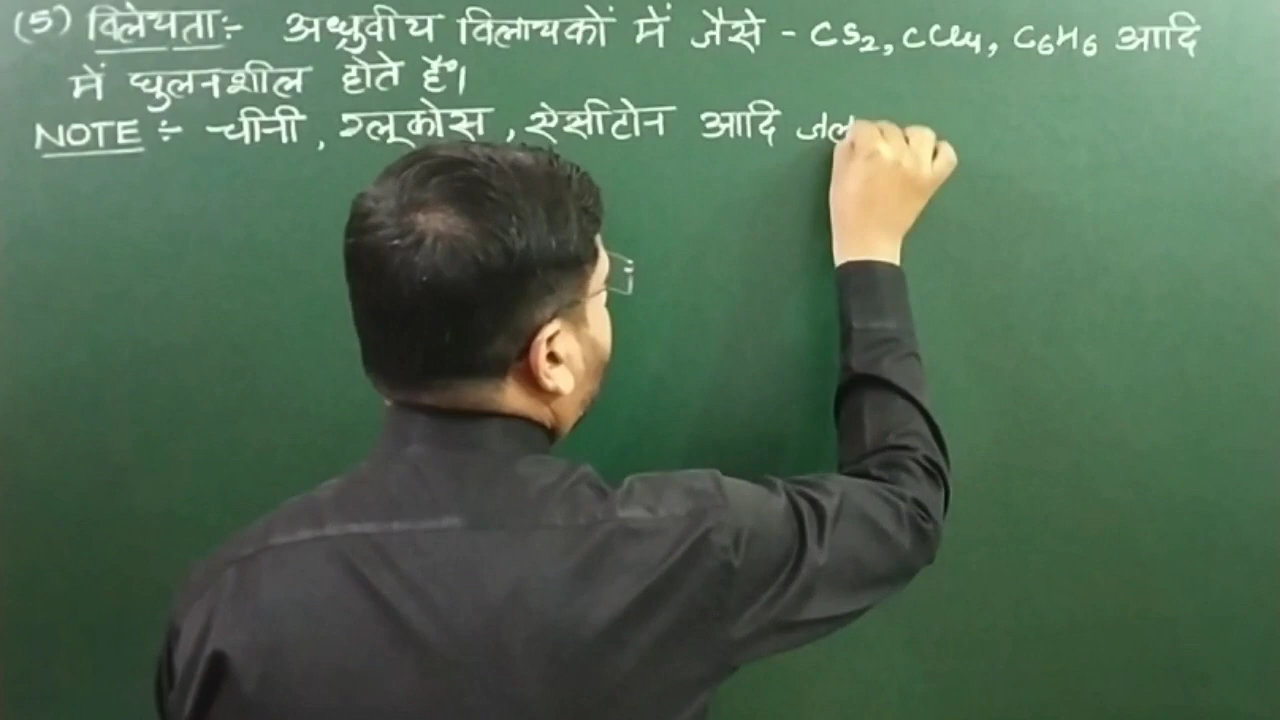 (5) विलेयता:- अध्रुवीय विलायकों में जैसे - CS2, CCl4, C6H6 आदि
में घुलनशील होते हैं।
NOTE :- चीनी, ग्लूकोस, ऐसीटोन आदि जल